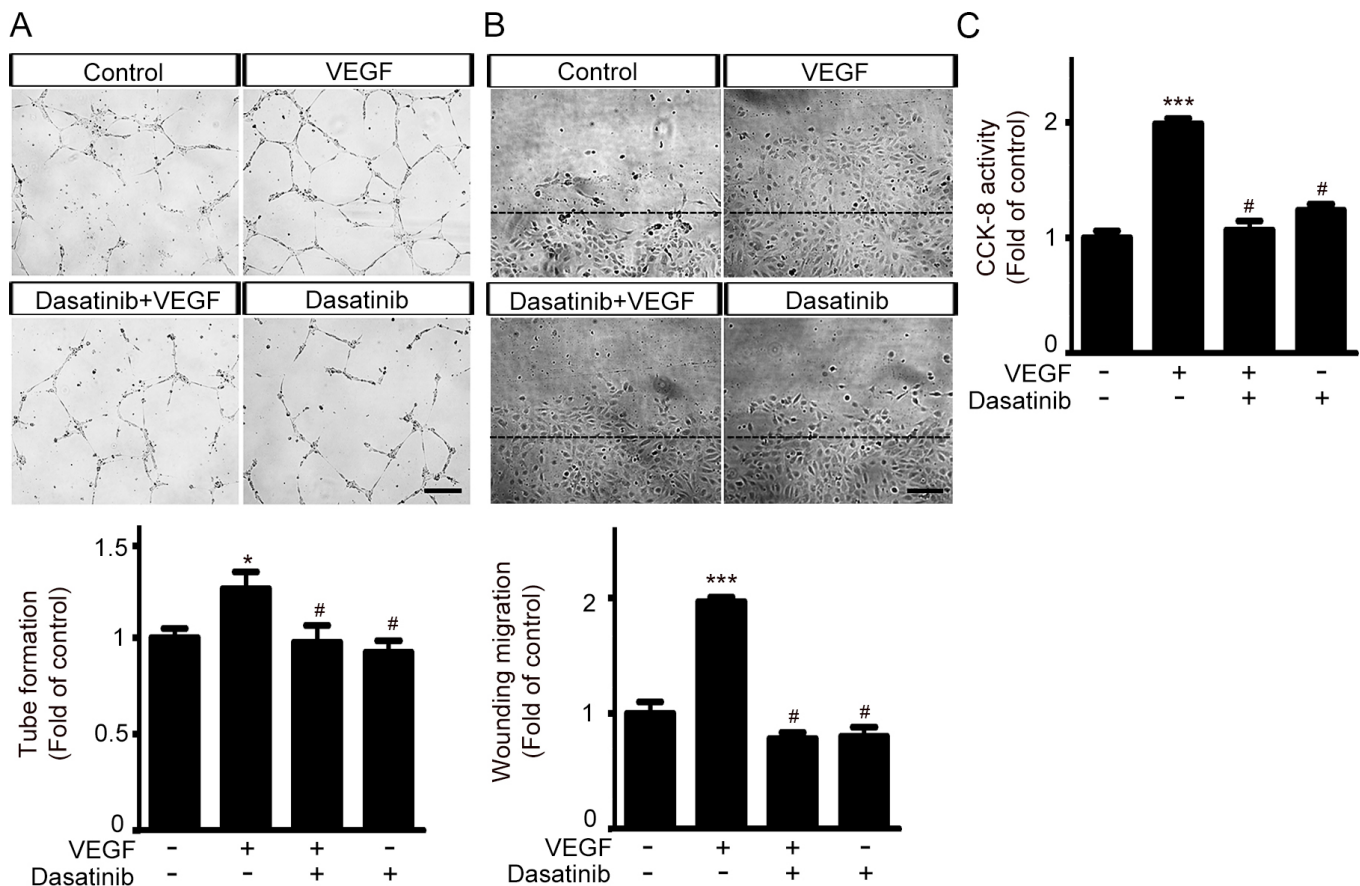 A
B
C
Control
VEGF
Dasatinib+VEGF
Dasatinib
Tube formation
(Fold of control)
1.5
1
0.5
0
*
#
#
VEGF - + + -
Dasatinib - - + +
Control
VEGF
Dasatinib+VEGF
Dasatinib
Wounding migration
(Fold of control)
2
1
0
***
#
#
VEGF - + + -
Dasatinib - - + +
CCK-8 activity
(Fold of control)
2
1
0
***
#
#
VEGF - + + -
Dasatinib - - + +